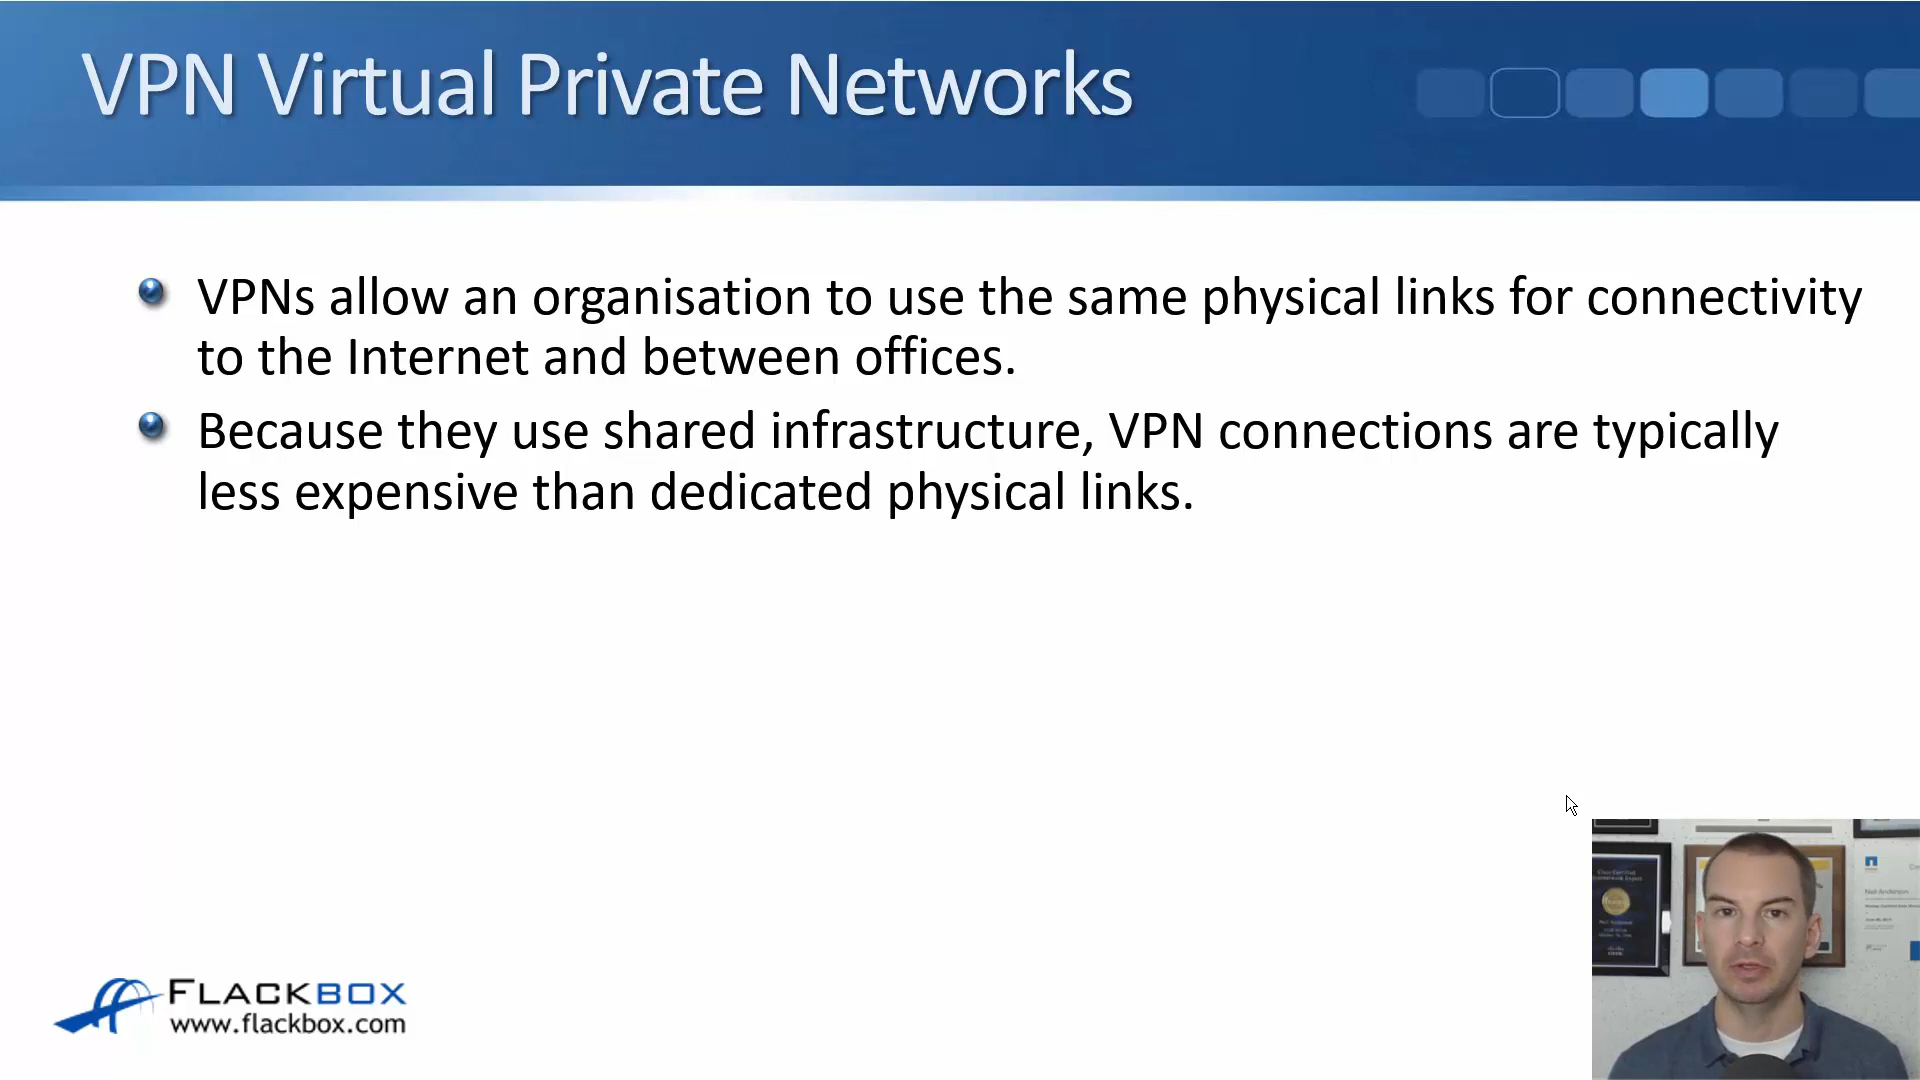 VPN Virtual Private Networks
VPNs allow an organisation to use the same physical links for connectivity
to the Internet and between offices.
Because they use shared infrastructure, VPN connections are typically
less expensive than dedicated physical links.
FLACKBOX
www.flackbox.com
Neil Anderson